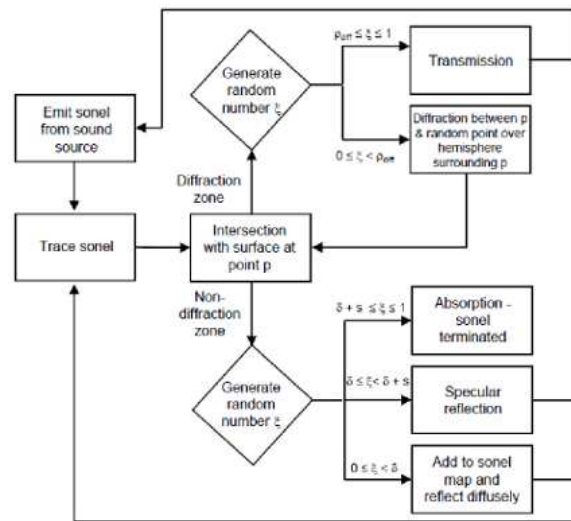 Generate
random
number ξ
ρ_diff ≤ ξ ≤ 1
0 ≤ ξ < ρ_diff
Transmission
Emit sonel
from sound
source
Diffraction between p
& random point over
hemisphere
surrounding p
Diffraction
zone
Trace sonel
Intersection
with surface at
point p
Non-
diffraction
zone
Generate
random
number ξ
δ + s ≤ ξ ≤ 1
δ ≤ ξ < δ + s
0 ≤ ξ < δ
Absorption -
sonel
terminated
Specular
reflection
Add to sonel
map and
reflect diffusely